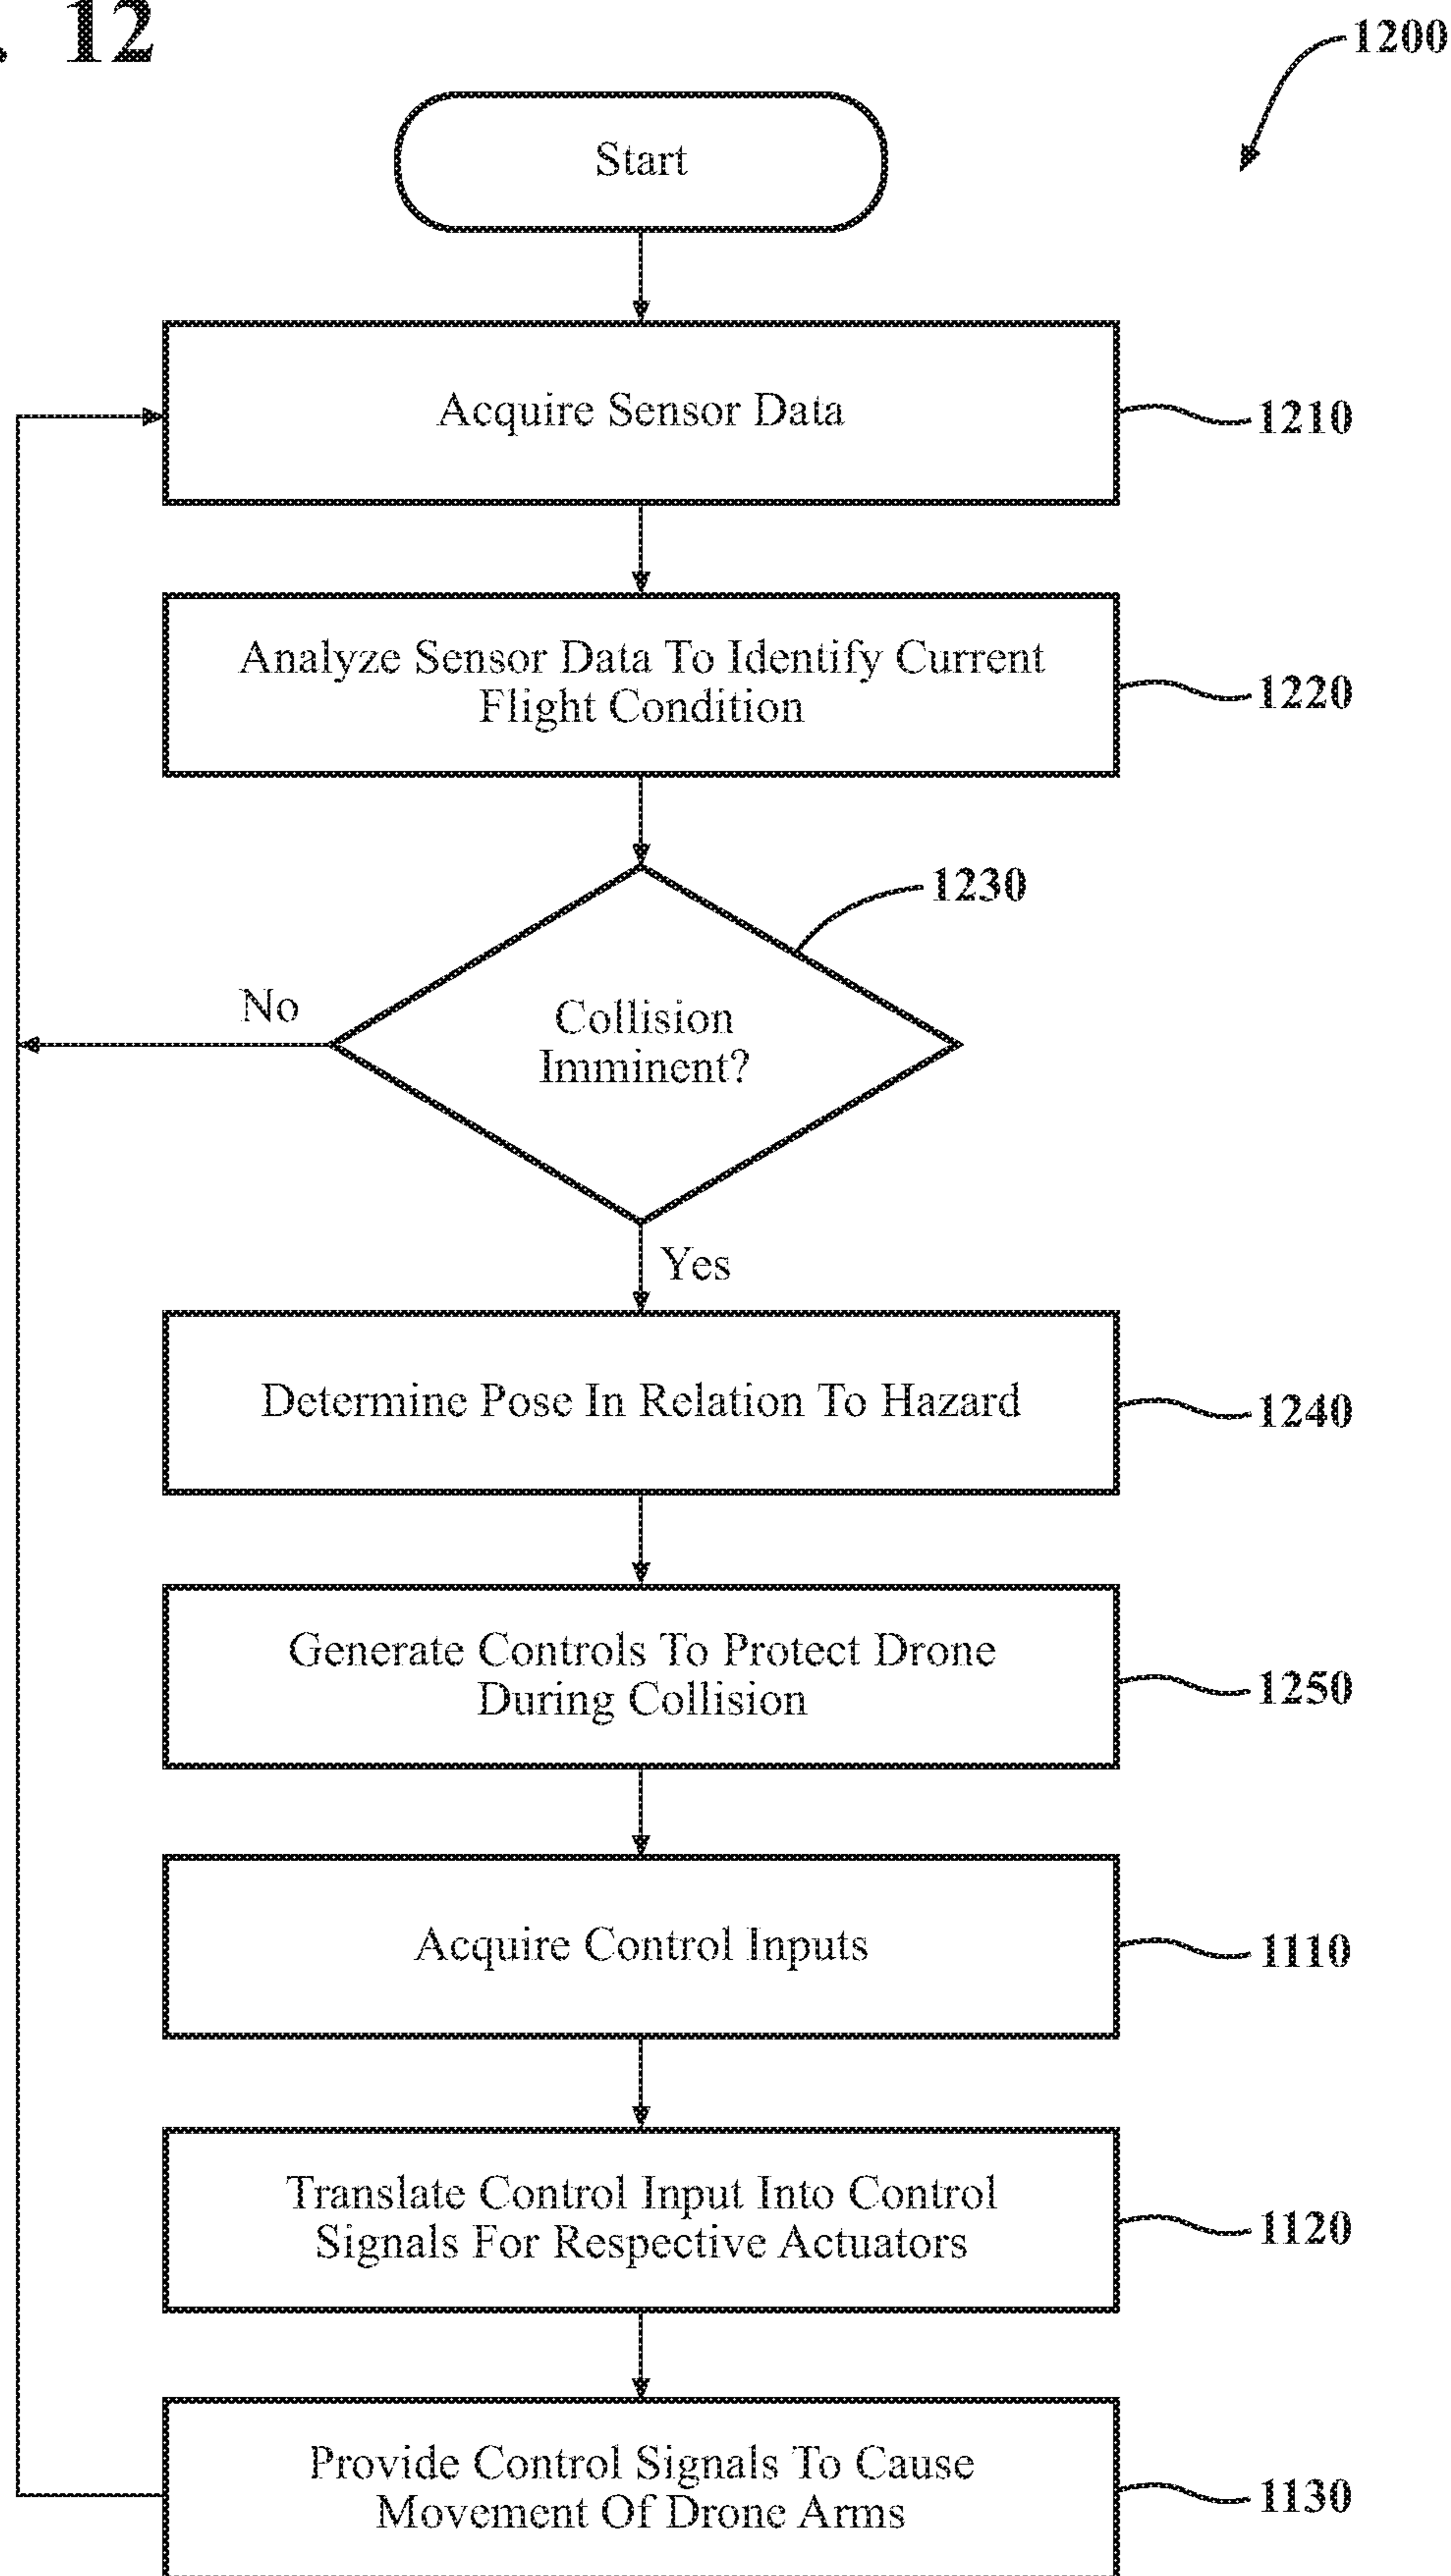 . 12
1200
Start
Acquire Sensor Data
1210
Analyze Sensor Data To Identify Current
Flight Condition
1220
1230
No
Collision
Imminent?
Yes
Determine Pose In Relation To Hazard
1240
Generate Controls To Protect Drone
During Collision
1250
Acquire Control Inputs
1110
Translate Control Input Into Control
Signals For Respective Actuators
1120
Provide Control Signals To Cause
Movement Of Drone Arms
1130